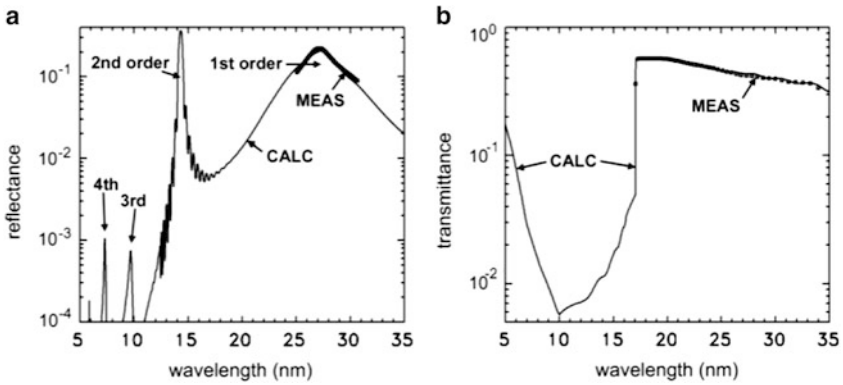 a
reflectance
10⁻¹
10⁻²
10⁻³
10⁻⁴
2nd order
1st order
MEAS
CALC
4th
3rd
5 10 15 20 25 30 35
wavelength (nm)
b
transmittance
10⁰
10⁻¹
10⁻²
MEAS
CALC
5 10 15 20 25 30 35
wavelength (nm)